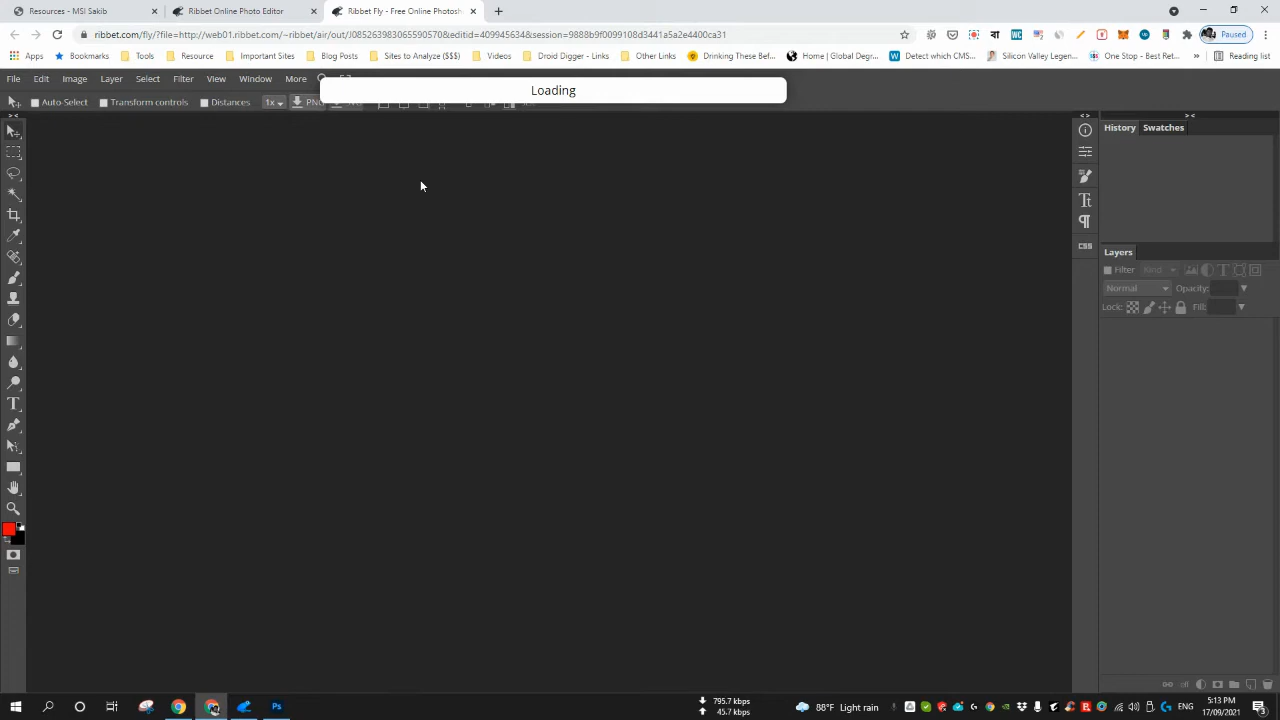 Resources - MSI Sakib
Ribbet Online Photo Editor
Ribbet Fly - Free Online Photosh
ribbet.com/fly/?file=http://web01.ribbet.com/~ribbet/air/out/J0852639830655905708&editid=409945634&session=9888b9f0099108d3441a5a2e4400ca31
Paused
Apps
Bookmarks
Tools
Resource
Important Sites
Blog Posts
Sites to Analyze ($$$)
Videos
Droid Digger - Links
Other Links
Drinking These Bef...
Home | Global Degr...
Detect which CMS...
Silicon Valley Legen...
One Stop - Best Ret...
Reading list
File Edit Image Layer Select Filter View Window More
Loading
Auto Select
Transform controls
Distances
1x
PNG
History
Swatches
CSS
Layers
Filter
Kind
Normal
Opacity:
Lock:
Fill:
795.7 kbps
45.7 kbps
88°F Light rain
ENG
5:13 PM
17/09/2021